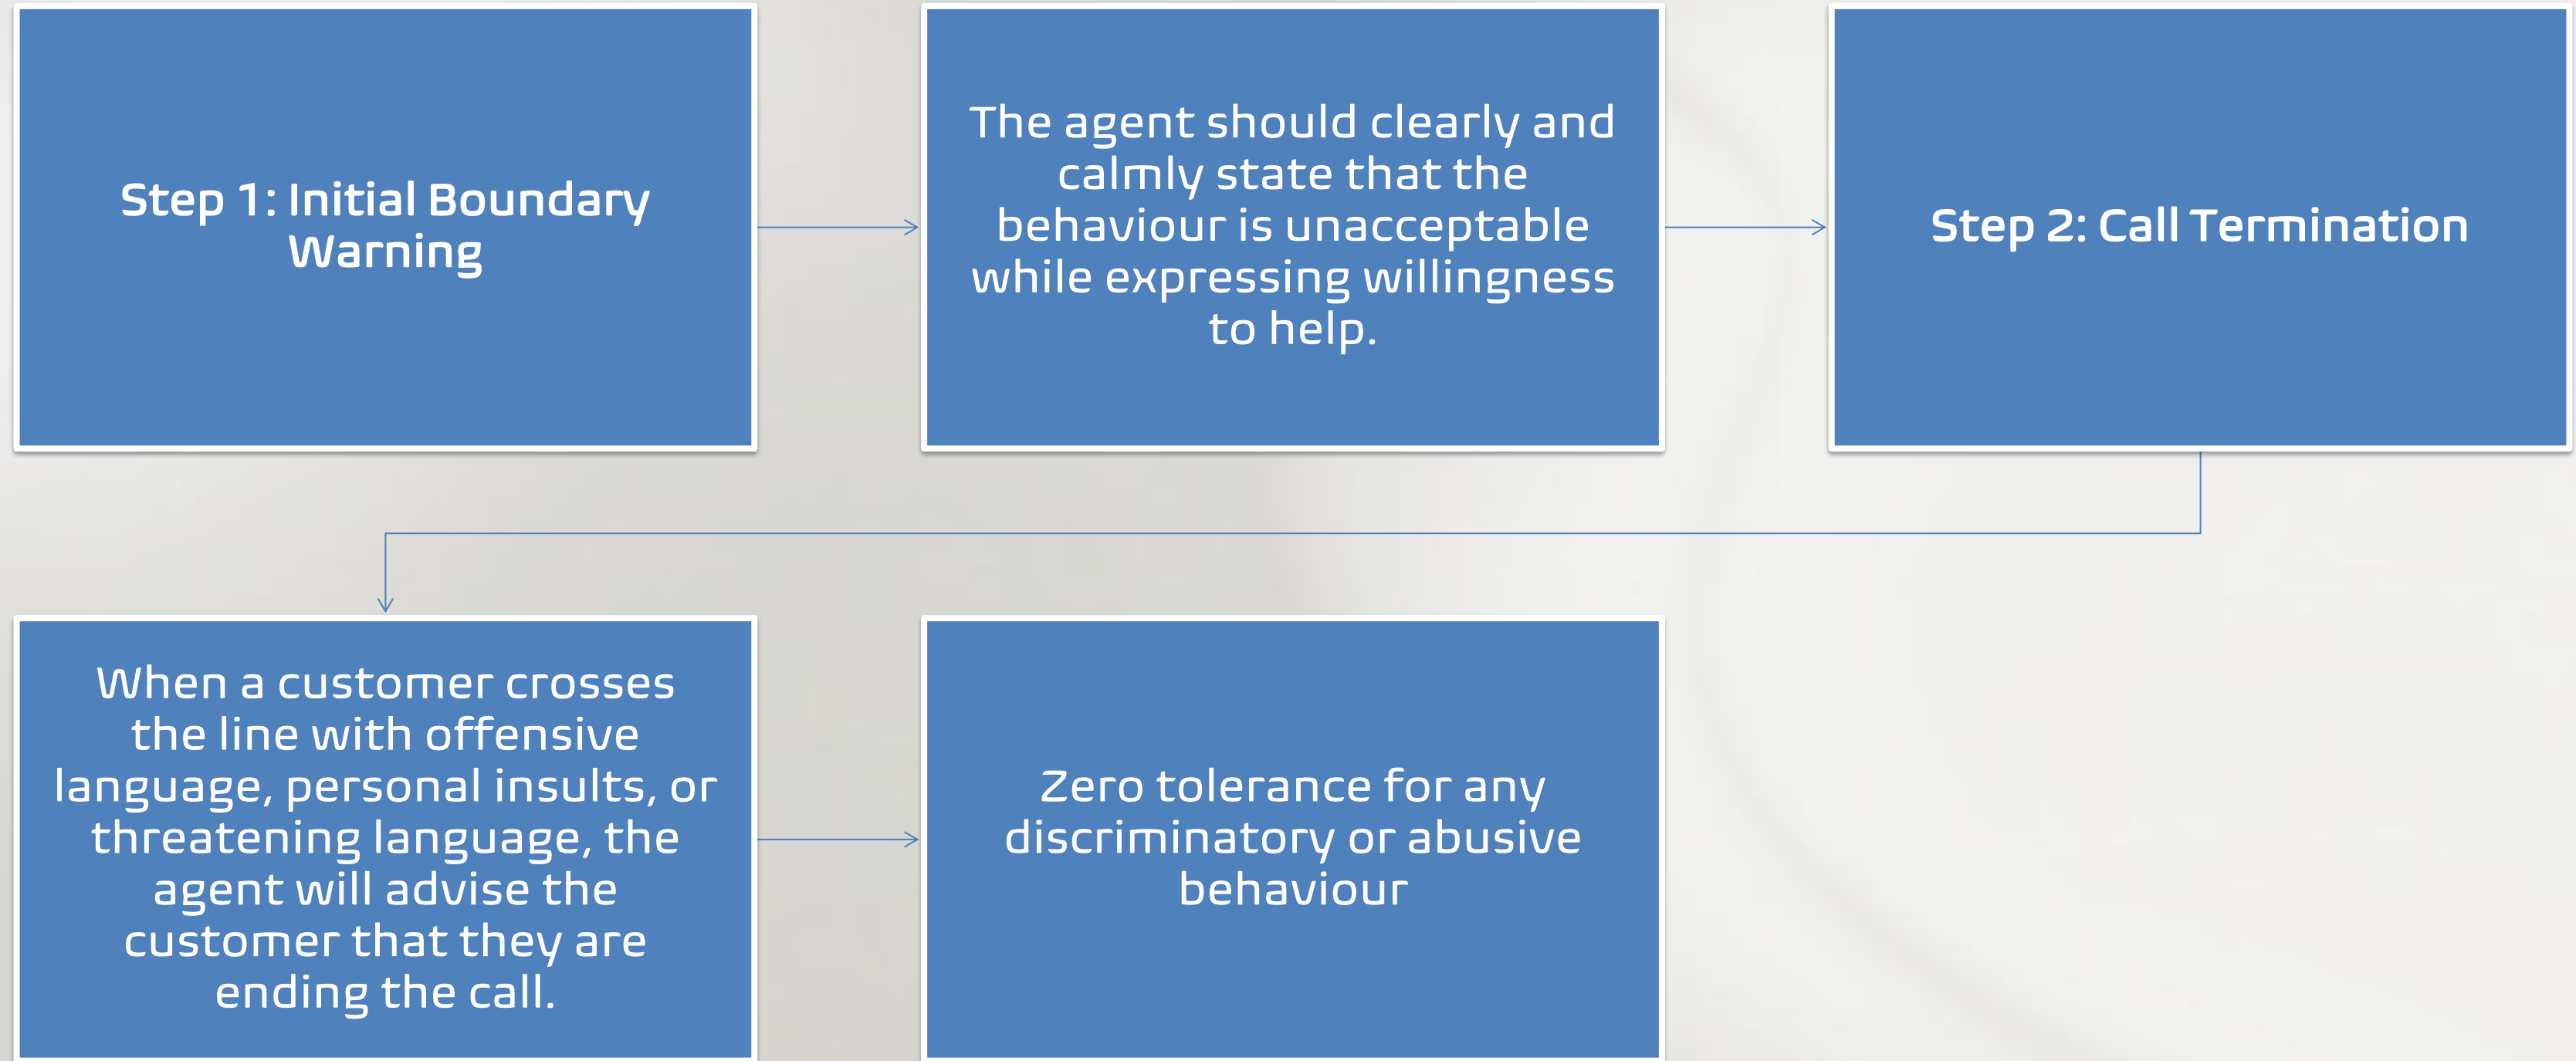 Step 1: Initial Boundary
Warning
The agent should clearly and
calmly state that the
behaviour is unacceptable
while expressing willingness
to help.
Step 2: Call Termination
When a customer crosses
the line with offensive
language, personal insults, or
threatening language, the
agent will advise the
customer that they are
ending the call.
Zero tolerance for any
discriminatory or abusive
behaviour